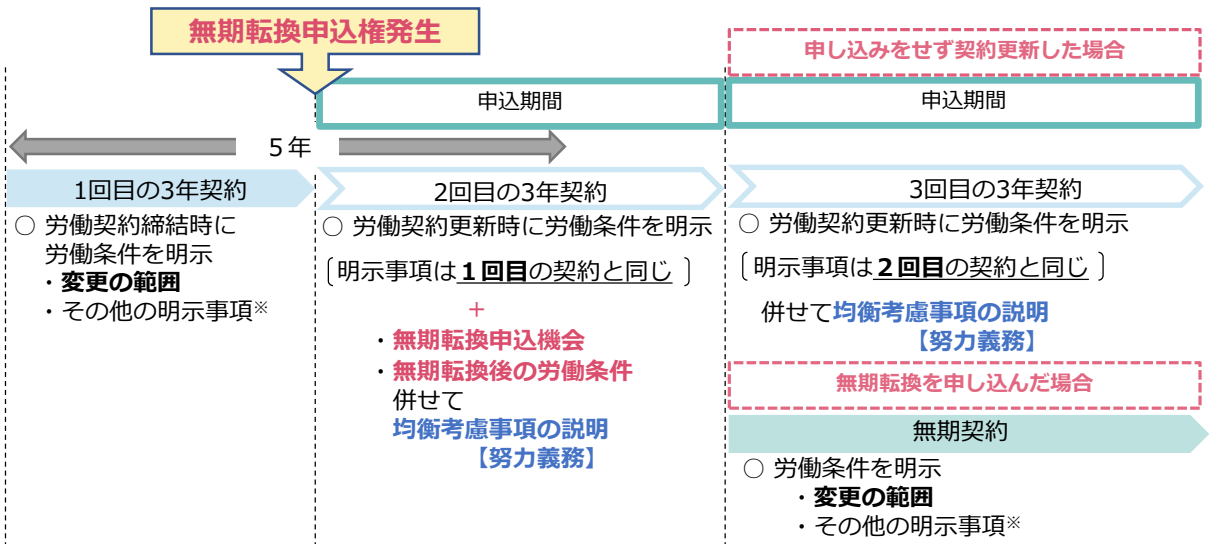 無期転換申込権発生
申し込みをせず契約更新した場合
申込期間
申込期間
5年
1回目の3年契約
○ 労働契約締結時に
労働条件を明示
・変更の範囲
・その他の明示事項※
2回目の3年契約
○ 労働契約更新時に労働条件を明示
〔明示事項は１回目の契約と同じ 〕
＋
・無期転換申込機会
・無期転換後の労働条件
併せて
均衡考慮事項の説明
【努力義務】
3回目の3年契約
○ 労働契約更新時に労働条件を明示
〔明示事項は２回目の契約と同じ 〕
併せて均衡考慮事項の説明
【努力義務】
無期転換を申し込んだ場合
無期契約
○ 労働条件を明示
・変更の範囲
・その他の明示事項※